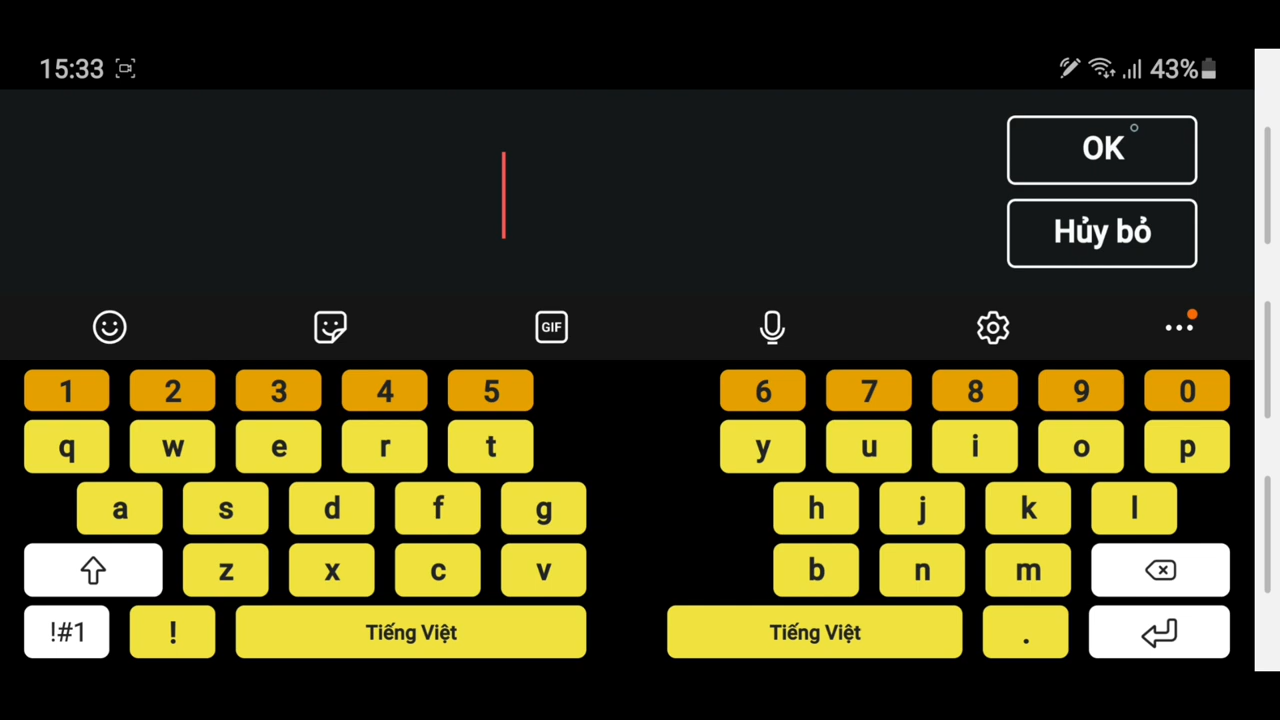 15:33 43%
OK
Hủy bỏ
GIF
1 2 3 4 5 6 7 8 9 0
q w e r t y u i o p
a s d f g h j k l
z x c v b n m
!#1 ! Tiếng Việt Tiếng Việt .